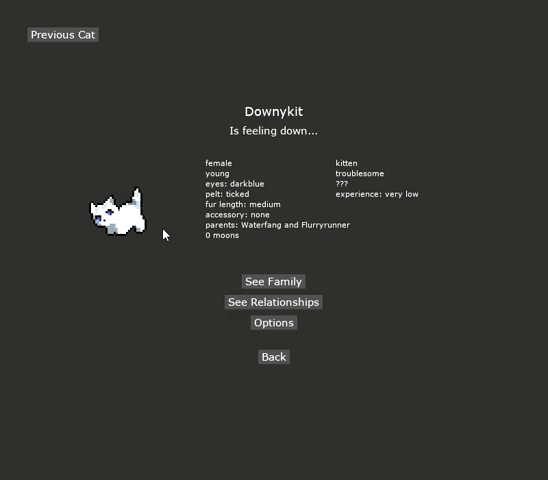 Previous Cat
Downykit
Is feeling down...
female
young
eyes: darkblue
pelt: ticked
fur length: medium
accessory: none
parents: Waterfang and Flurryrunner
0 moons
kitten
troublesome
???
experience: very low
See Family
See Relationships
Options
Back